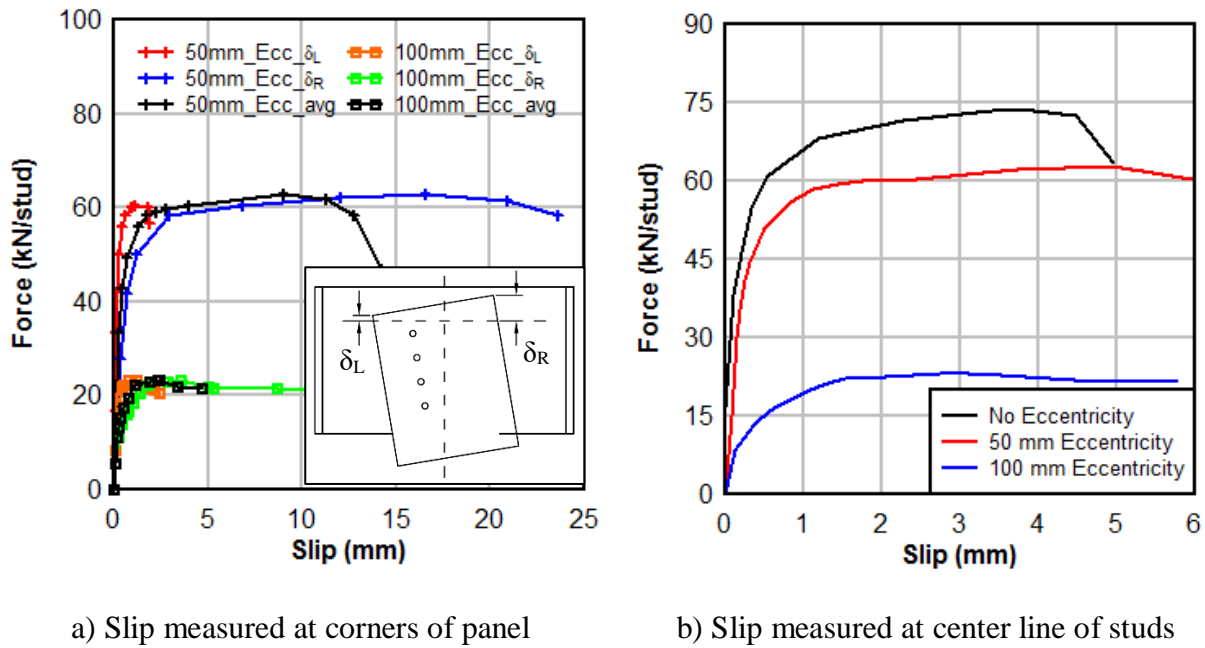 100
80
60
40
20
0
Force (kN/stud)
50mm_Ecc_δL
50mm_Ecc_δR
50mm_Ecc_avg
100mm_Ecc_δL
100mm_Ecc_δR
100mm_Ecc_avg
δL
δR
0 5 10 15 20 25
Slip (mm)
a) Slip measured at corners of panel
90
75
60
45
30
15
0
Force (kN/stud)
No Eccentricity
50 mm Eccentricity
100 mm Eccentricity
0 1 2 3 4 5 6
Slip (mm)
b) Slip measured at center line of studs